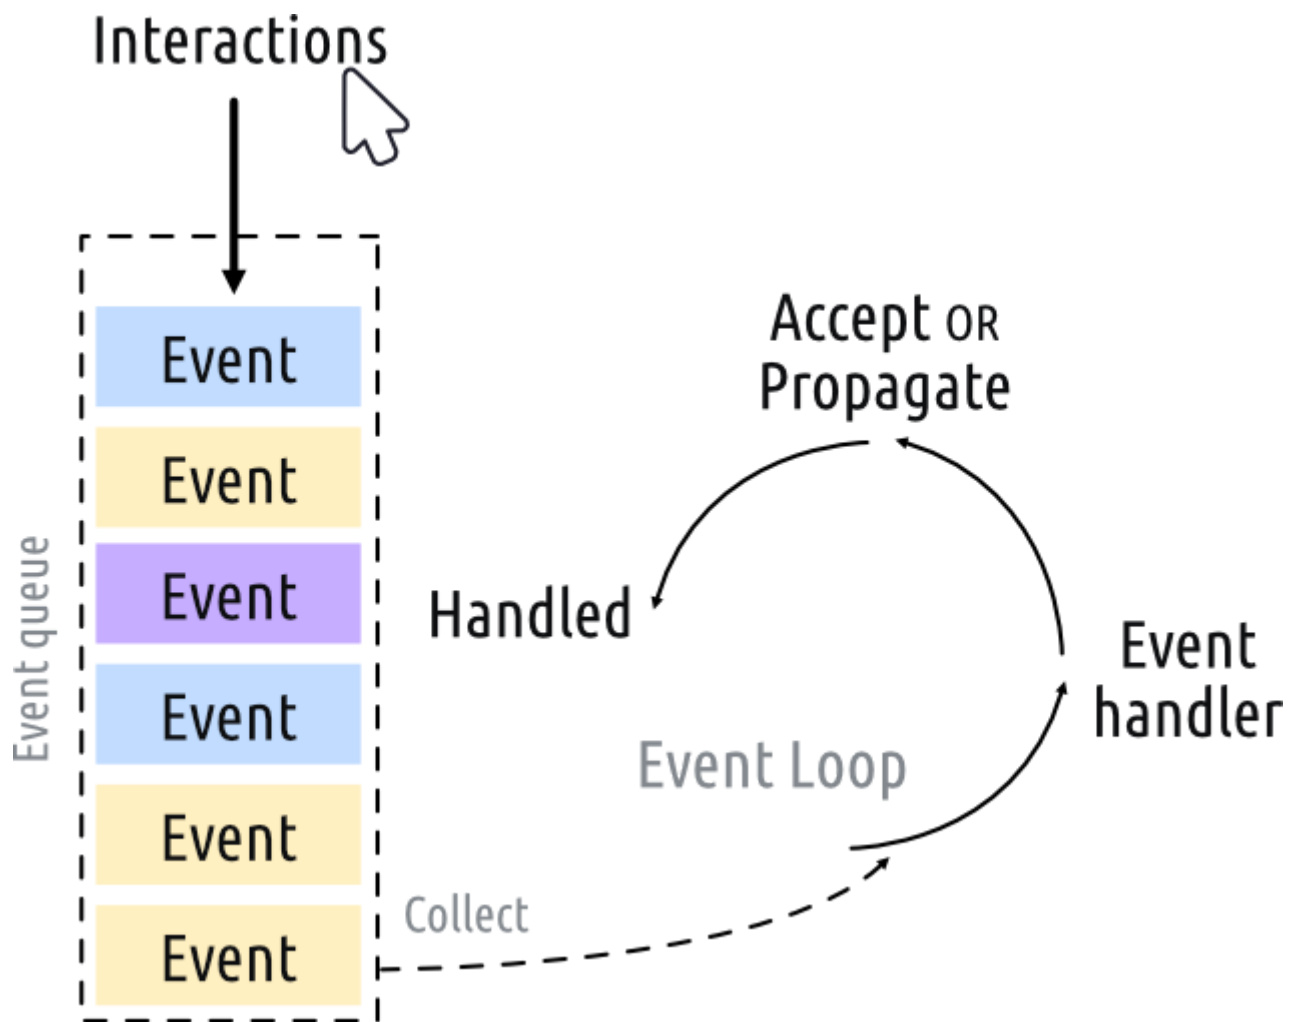 Interactions
Event
Event
Event
Event
Event
Event
Event queue
Collect
Event Loop
Event
handler
Accept OR
Propagate
Handled